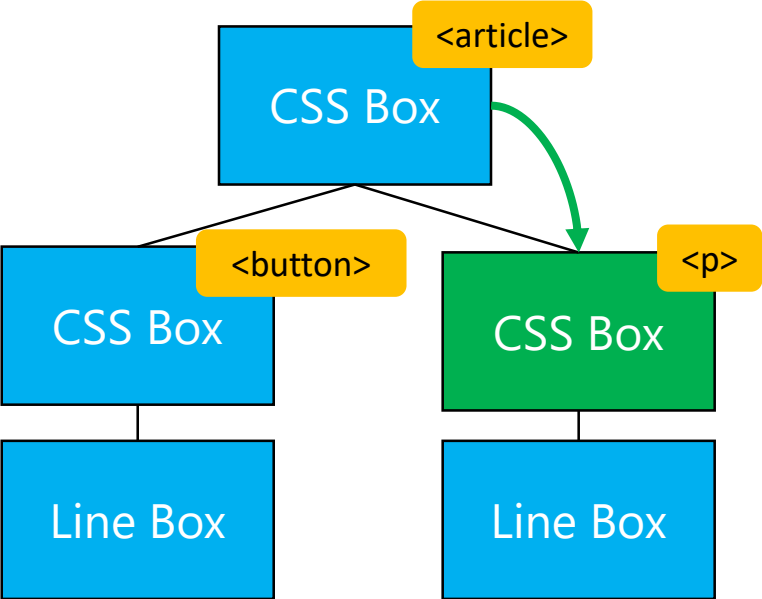 <article>
CSS Box
<button>
<p>
CSS Box
CSS Box
Line Box
Line Box